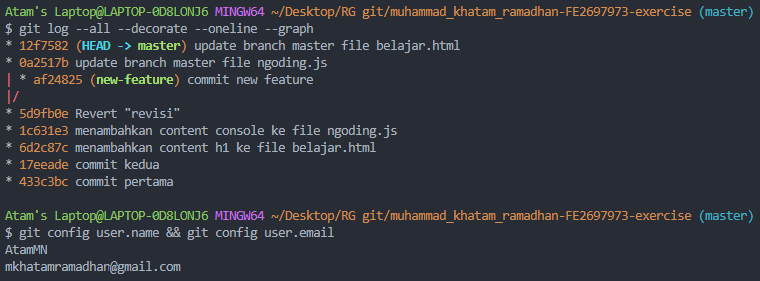 Atam's Laptop@LAPTOP-0D8LONJ6 MINGW64 ~/Desktop/RG git/muhammad_khatam_ramadhan-FE2697973-exercise (master)
$ git log --all --decorate --oneline --graph
* 12f7582 (HEAD -> master) update branch master file belajar.html
* 0a2517b update branch master file ngoding.js
| * af24825 (new-feature) commit new feature
|/
* 5d9fb0e Revert "revisi"
* 1c631e3 menambahkan content console ke file ngoding.js
* 6d2c87c menambahkan content h1 ke file belajar.html
* 17eeade commit kedua
* 433c3bc commit pertama
Atam's Laptop@LAPTOP-0D8LONJ6 MINGW64 ~/Desktop/RG git/muhammad_khatam_ramadhan-FE2697973-exercise (master)
$ git config user.name && git config user.email
AtamMN
mkhatamramadhan@gmail.com